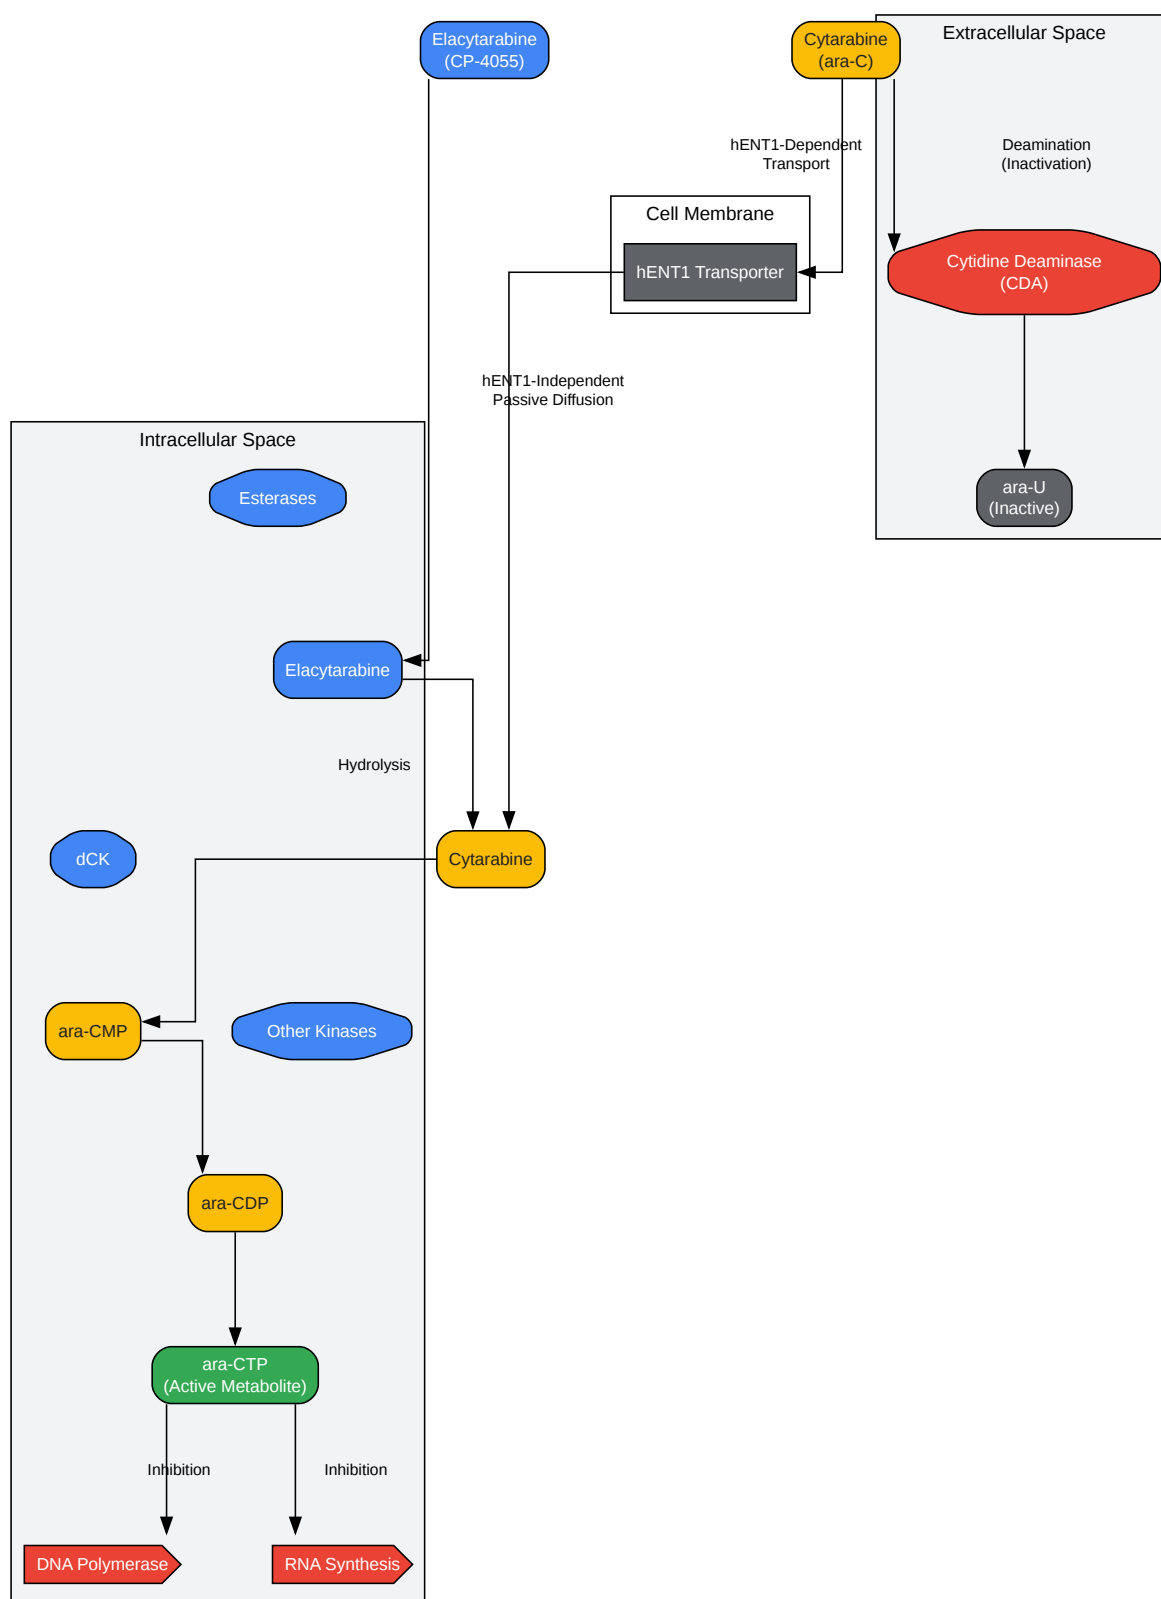 Elacytarabine
(CP-4055)
Cytarabine
(ara-C)
Extracellular Space
hENT1-Dependent
Transport
Deamination
(Inactivation)
Cell Membrane
hENT1 Transporter
Cytidine Deaminase
(CDA)
hENT1-Independent
Passive Diffusion
Intracellular Space
Esterases
ara-U
(Inactive)
Elacytarabine
Hydrolysis
dCK
Cytarabine
ara-CMP
Other Kinases
ara-CDP
ara-CTP
(Active Metabolite)
Inhibition
Inhibition
DNA Polymerase
RNA Synthesis